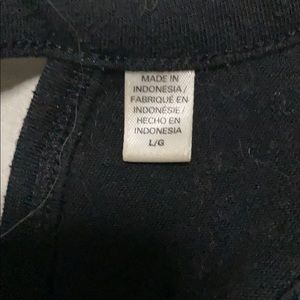 MADE IN
INDONESIA/
FABRIQUÉ EN
INDONÉSIE/
HECHO EN
INDONESIA
L/G